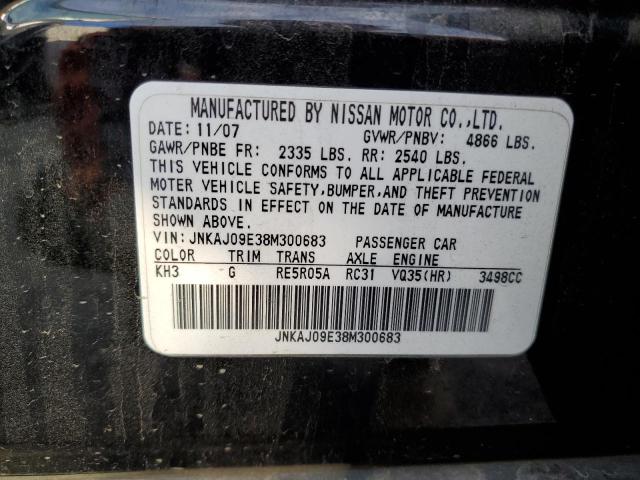 MANUFACTURED BY NISSAN MOTOR CO.,LTD.
DATE: 11/07 GVWR/PNBV: 4866 LBS.
GAWR/PNBE FR: 2335 LBS. RR: 2540 LBS.
THIS VEHICLE CONFORMS TO ALL APPLICABLE FEDERAL
MOTER VEHICLE SAFETY,BUMPER,AND THEFT PREVENTION
STANDARDS IN EFFECT ON THE DATE OF MANUFACTURE
SHOWN ABOVE.
VIN: JNKAJ09E38M300683 PASSENGER CAR
COLOR TRIM TRANS AXLE ENGINE
KH3 G RE5R05A RC31 VQ35(HR) 3498CC
JNKAJ09E38M300683